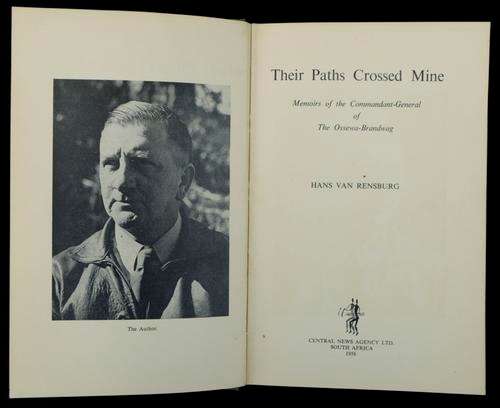 The Author.
Their Paths Crossed Mine
Memoirs of the Commandant-General
of
The Ossewa-Brandwag
HANS VAN RENSBURG
CENTRAL NEWS AGENCY LTD.
SOUTH AFRICA
1956